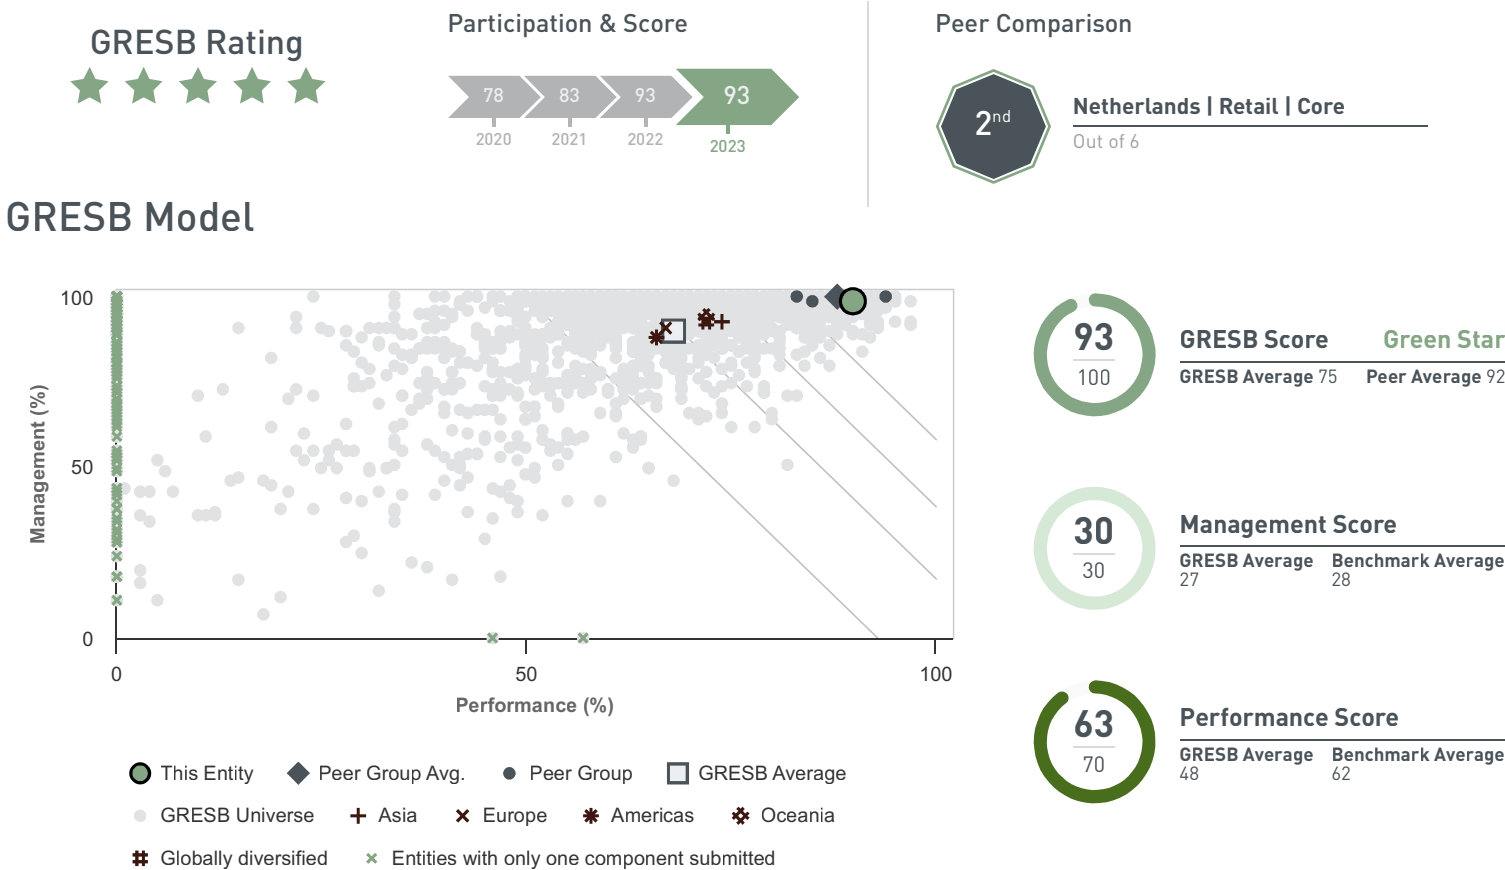 GRESB Rating
Participation & Score
78 83 93 93
2020 2021 2022 2023
Peer Comparison
2nd
Netherlands | Retail | Core
Out of 6
GRESB Model
100
50
0
Management (%)
0 50 100
Performance (%)
This Entity Peer Group Avg. Peer Group GRESB Average
GRESB Universe Asia Europe Americas Oceania
Globally diversified Entities with only one component submitted
93
100
GRESB Score Green Star
GRESB Average 75 Peer Average 92
30
30
Management Score
GRESB Average Benchmark Average
27 28
63
70
Performance Score
GRESB Average Benchmark Average
48 62